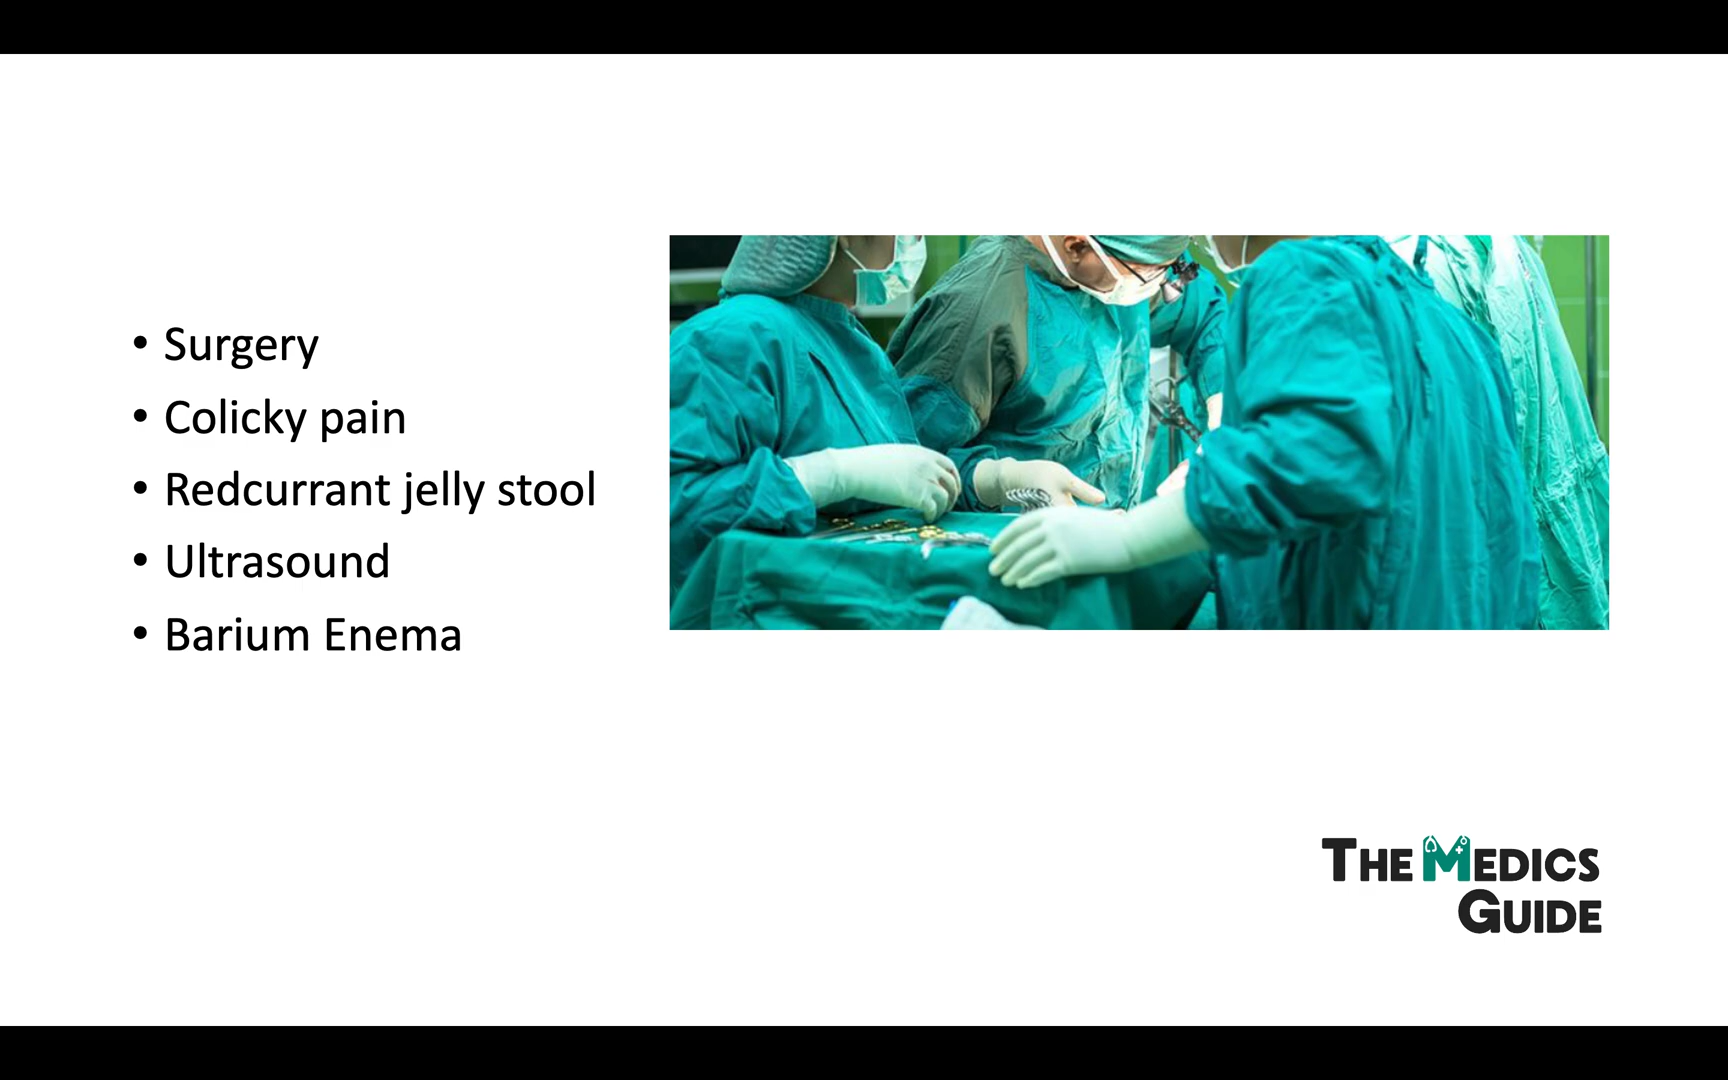 • Surgery
• Colicky pain
• Redcurrant jelly stool
• Ultrasound
• Barium Enema
THE MEDICS
GUIDE